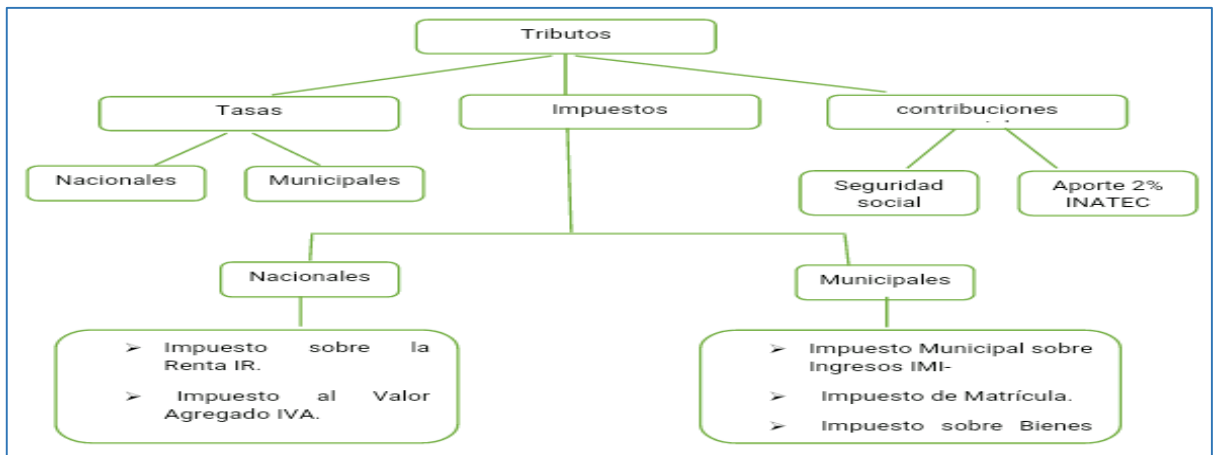 Tributos
Tasas
Impuestos
contribuciones
Nacionales
Municipales
Seguridad
social
Aporte 2%
INATEC
Nacionales
Municipales
➢ Impuesto sobre la
Renta IR.
➢ Impuesto al Valor
Agregado IVA.
➢ Impuesto Municipal sobre
Ingresos IMI-
➢ Impuesto de Matrícula.
➢ Impuesto sobre Bienes